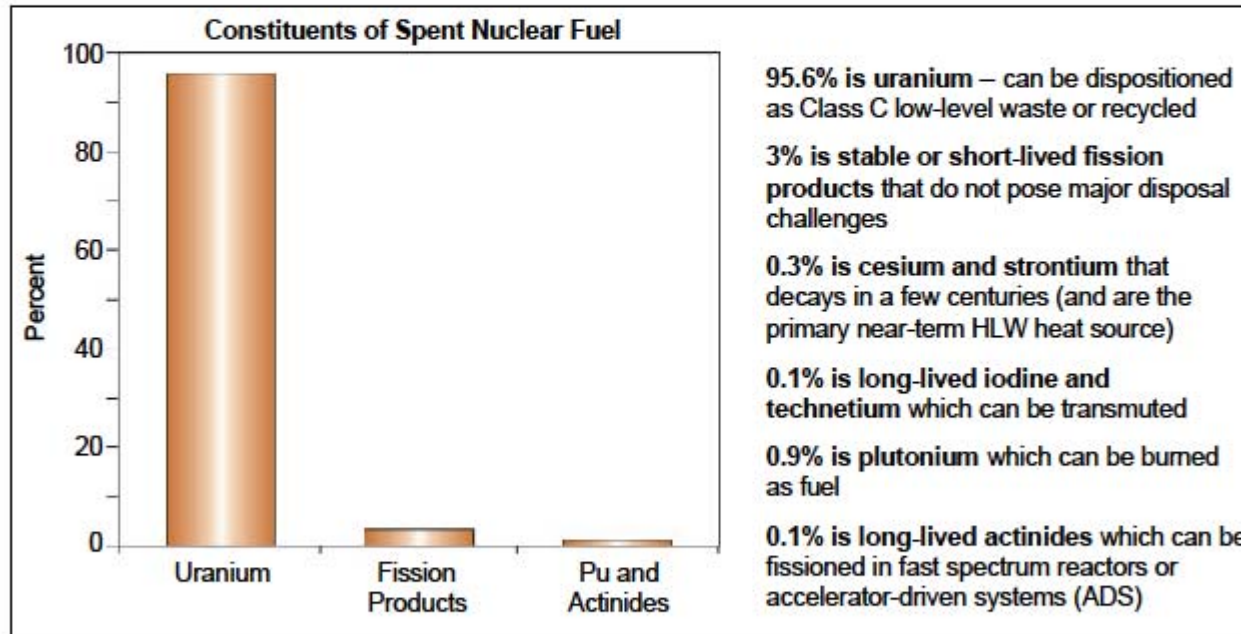 Constituents of Spent Nuclear Fuel
100
80
60
40
20
0
Percent
Uranium
Fission
Products
Pu and
Actinides
95.6% is uranium – can be dispositioned
as Class C low-level waste or recycled
3% is stable or short-lived fission
products that do not pose major disposal
challenges
0.3% is cesium and strontium that
decays in a few centuries (and are the
primary near-term HLW heat source)
0.1% is long-lived iodine and
technetium which can be transmuted
0.9% is plutonium which can be burned
as fuel
0.1% is long-lived actinides which can be
fissioned in fast spectrum reactors or
accelerator-driven systems (ADS)